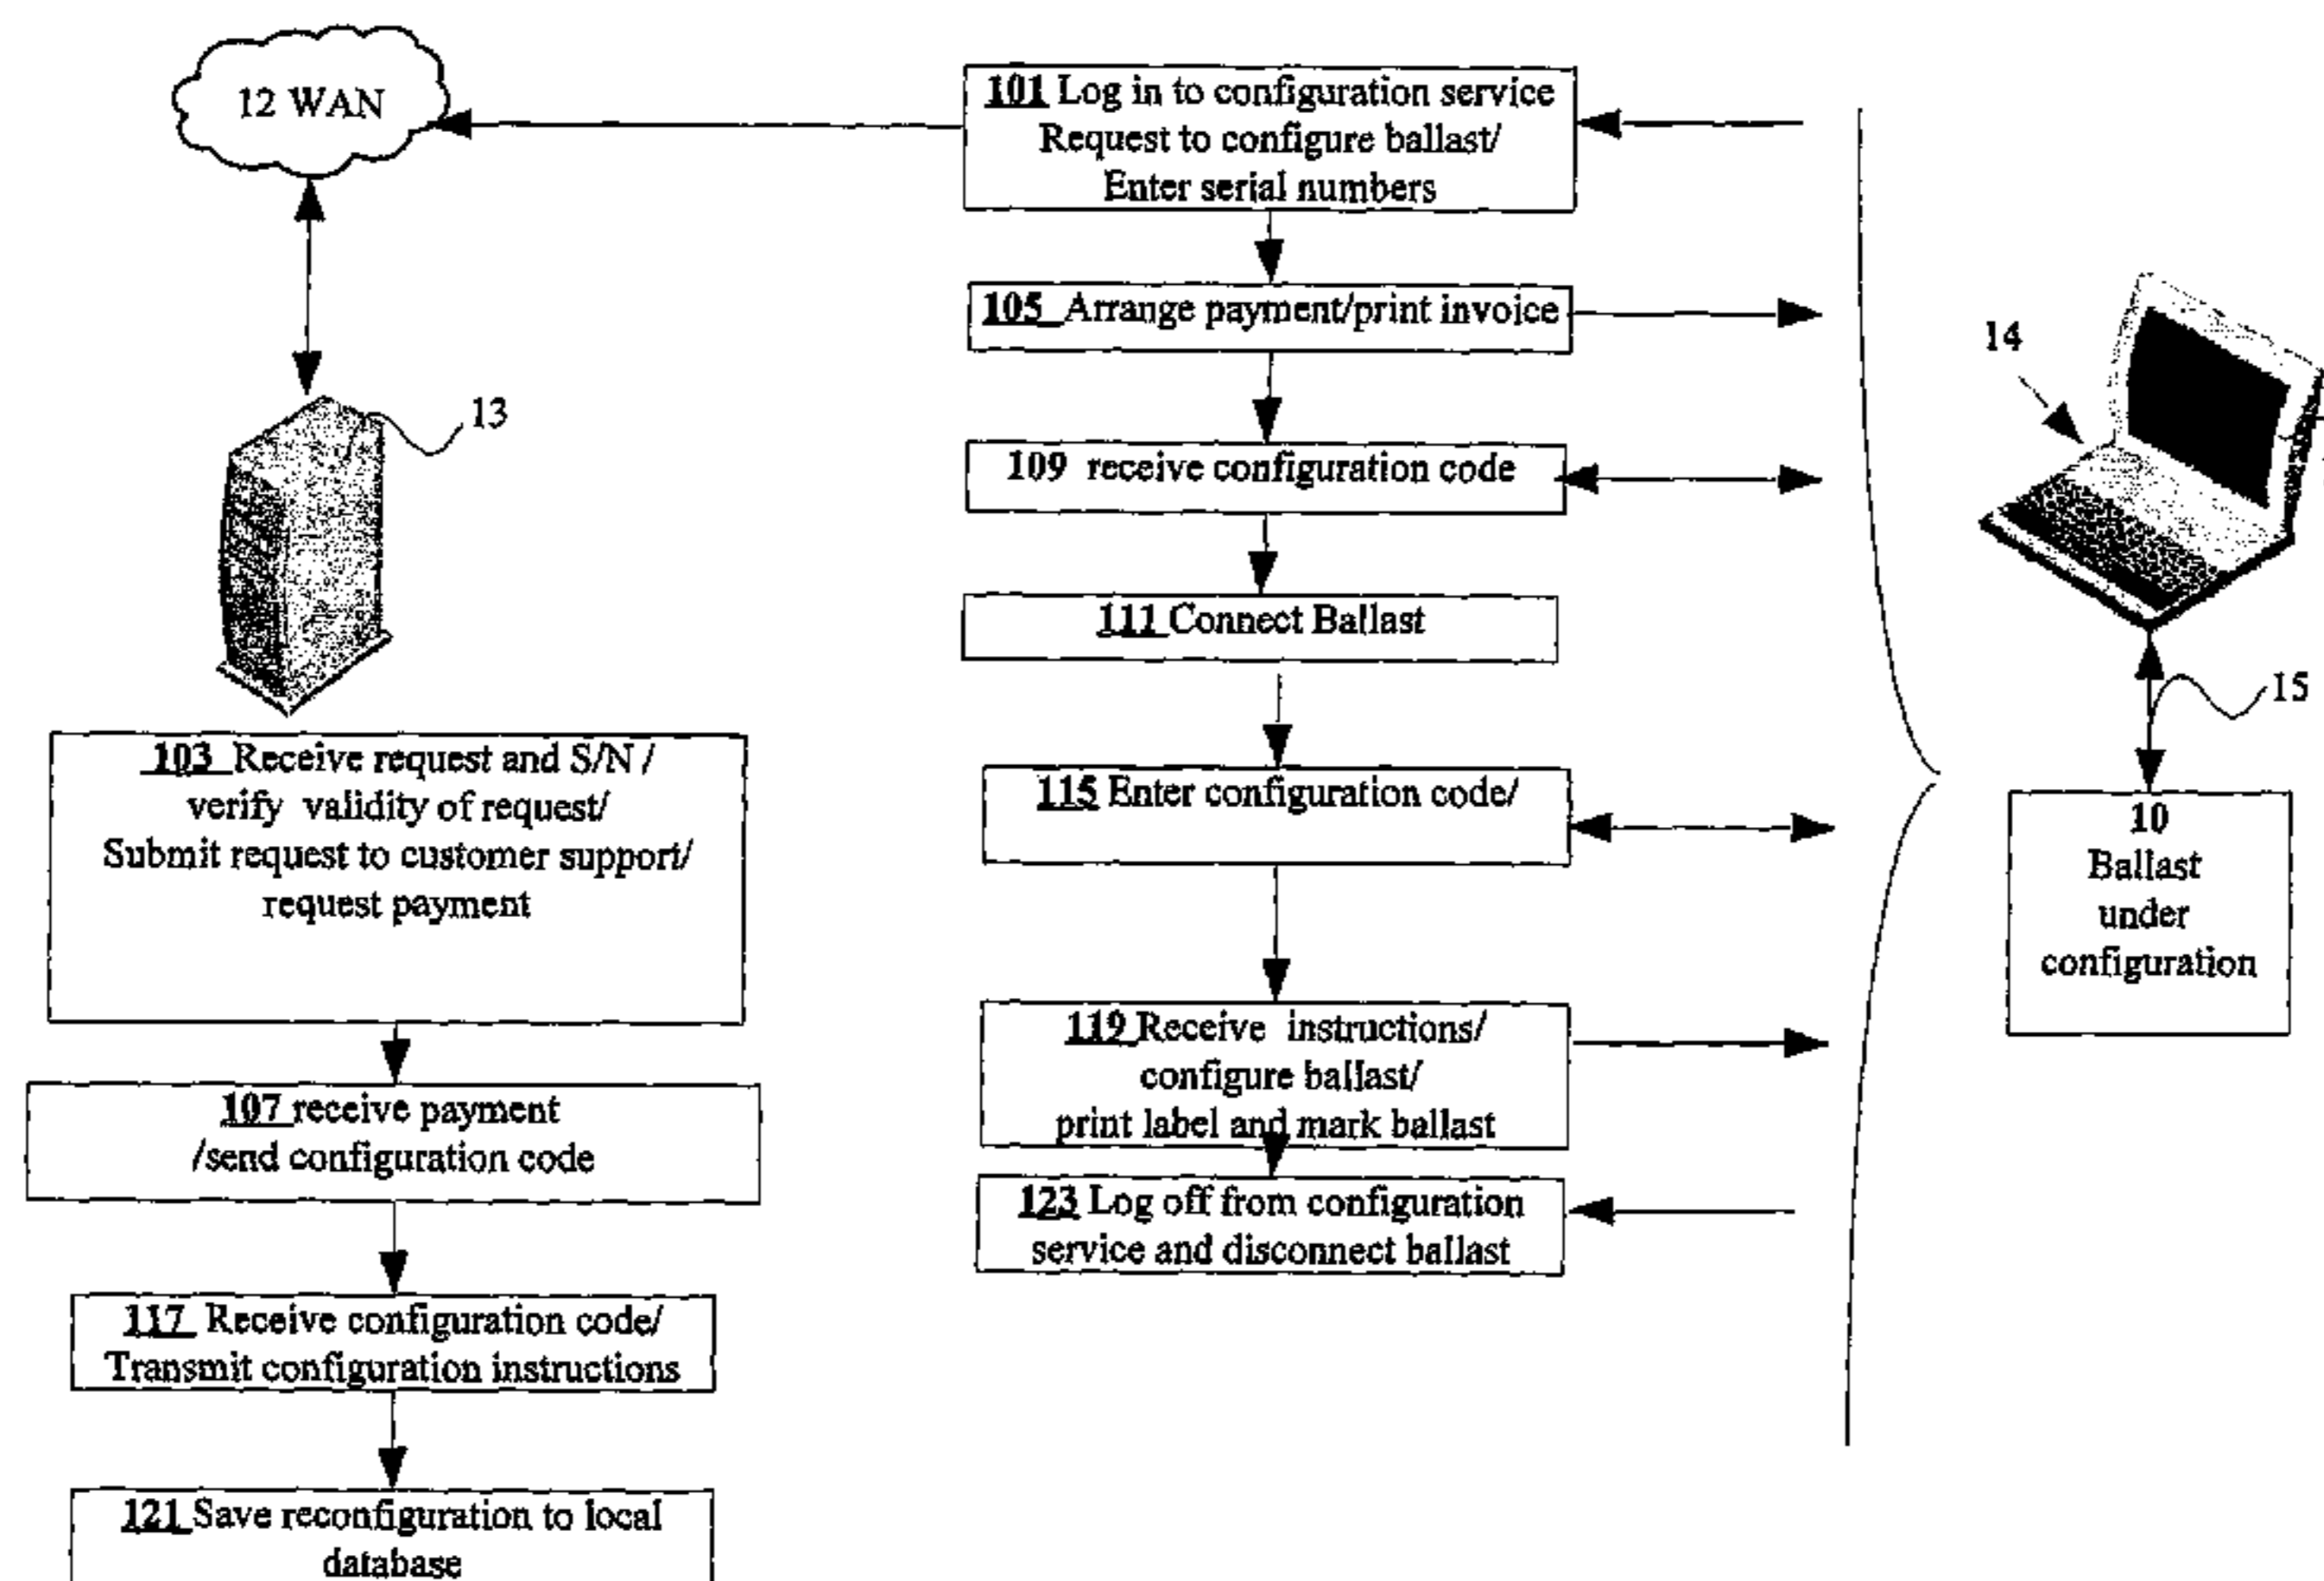 12 WAN
101 Log in to configuration service
Request to configure ballast/
Enter serial numbers
105 Arrange payment/print invoice
14
13
109 receive configuration code
111 Connect Ballast
15
103 Receive request and S/N /
verify validity of request/
Submit request to customer support/
request payment
115 Enter configuration code/
10
Ballast
under
configuration
119 Receive instructions/
configure ballast/
print label and mark ballast
107 receive payment
/send configuration code
123 Log off from configuration
service and disconnect ballast
117 Receive configuration code/
Transmit configuration instructions
121 Save reconfiguration to local
database